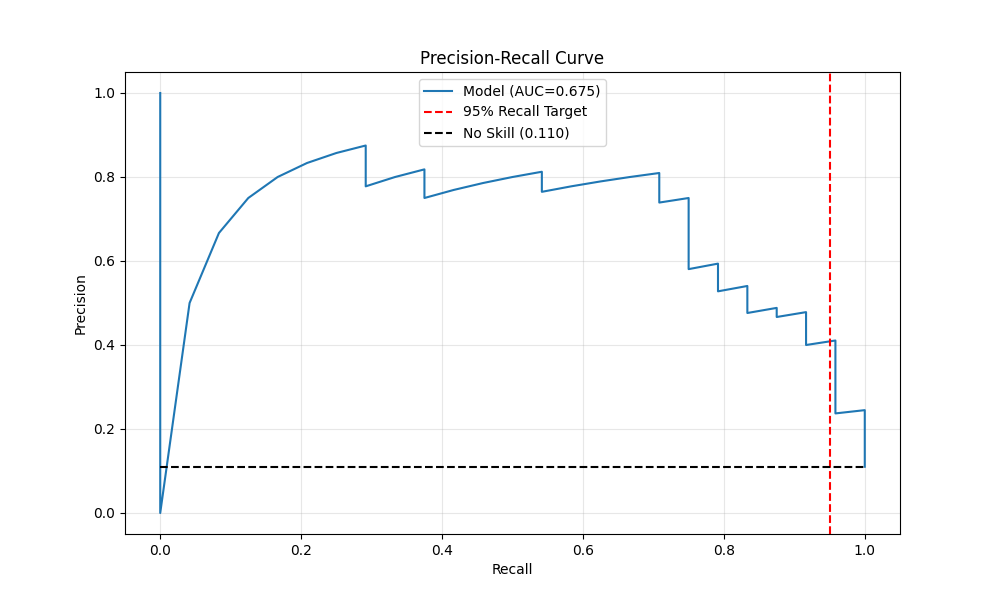 Precision-Recall Curve
Model (AUC=0.675)
95% Recall Target
No Skill (0.110)
1.0
0.8
0.6
0.4
0.2
0.0
Precision
0.0 0.2 0.4 0.6 0.8 1.0
Recall